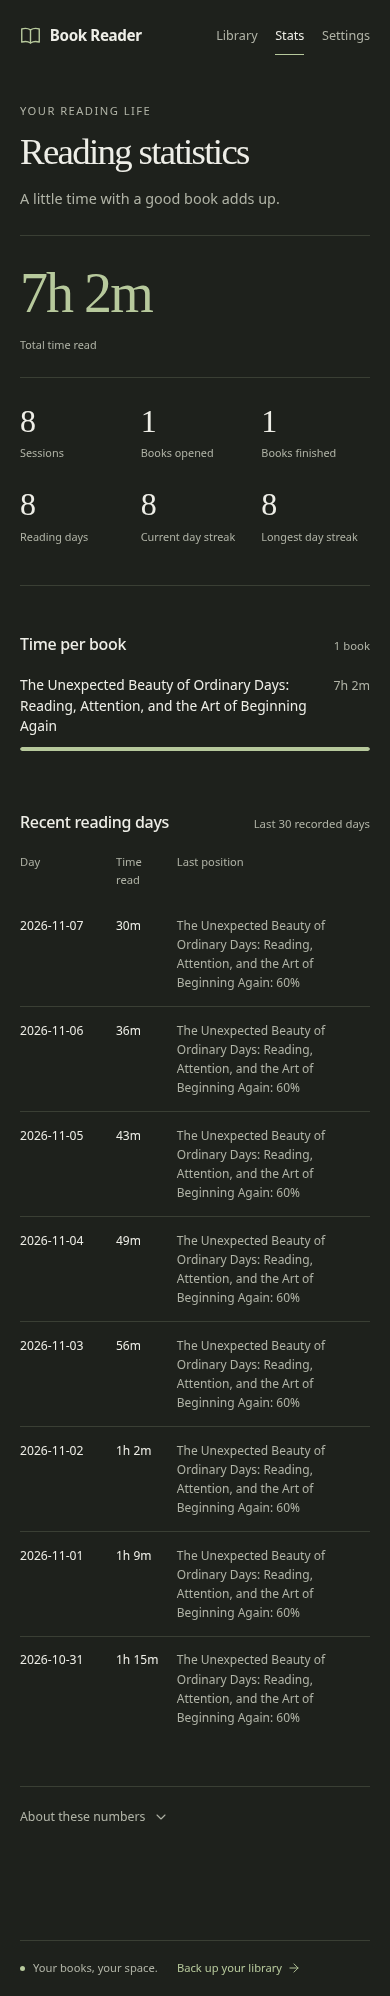 Book Reader
Library Stats Settings
YOUR READING LIFE
Reading statistics
A little time with a good book adds up.
7h 2m
Total time read
8 1 1
Sessions Books opened Books finished
8 8 8
Reading days Current day streak Longest day streak
Time per book 1 book
The Unexpected Beauty of Ordinary Days: 7h 2m
Reading, Attention, and the Art of Beginning
Again
Recent reading days Last 30 recorded days
Day Time Last position
read
2026-11-07 30m The Unexpected Beauty of
Ordinary Days: Reading,
Attention, and the Art of
Beginning Again: 60%
2026-11-06 36m The Unexpected Beauty of
Ordinary Days: Reading,
Attention, and the Art of
Beginning Again: 60%
2026-11-05 43m The Unexpected Beauty of
Ordinary Days: Reading,
Attention, and the Art of
Beginning Again: 60%
2026-11-04 49m The Unexpected Beauty of
Ordinary Days: Reading,
Attention, and the Art of
Beginning Again: 60%
2026-11-03 56m The Unexpected Beauty of
Ordinary Days: Reading,
Attention, and the Art of
Beginning Again: 60%
2026-11-02 1h 2m The Unexpected Beauty of
Ordinary Days: Reading,
Attention, and the Art of
Beginning Again: 60%
2026-11-01 1h 9m The Unexpected Beauty of
Ordinary Days: Reading,
Attention, and the Art of
Beginning Again: 60%
2026-10-31 1h 15m The Unexpected Beauty of
Ordinary Days: Reading,
Attention, and the Art of
Beginning Again: 60%
About these numbers
Your books, your space. Back up your library →